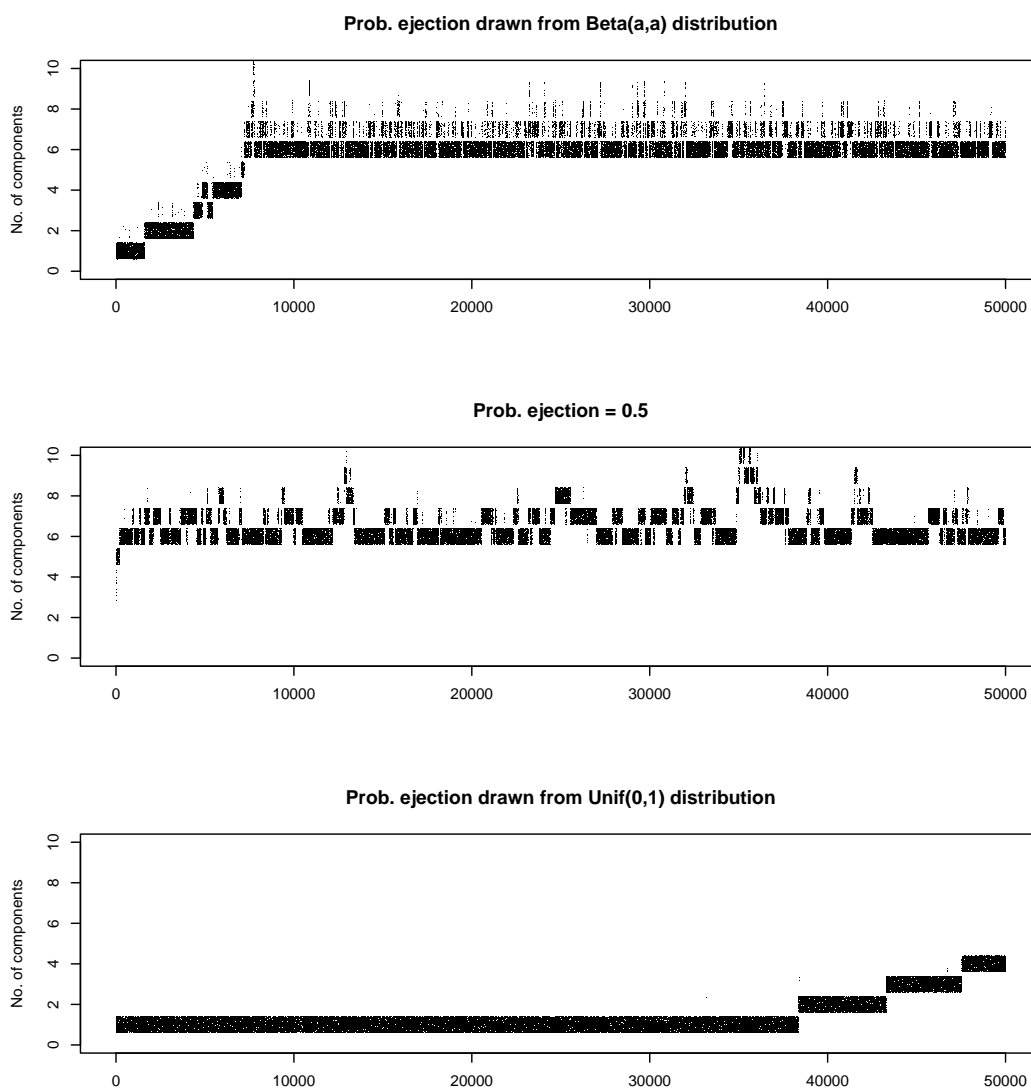 Prob. ejection drawn from Beta(a,a) distribution
No. of components
10
8
6
4
2
0
0 10000 20000 30000 40000 50000
Prob. ejection = 0.5
No. of components
10
8
6
4
2
0
0 10000 20000 30000 40000 50000
Prob. ejection drawn from Unif(0,1) distribution
No. of components
10
8
6
4
2
0
0 10000 20000 30000 40000 50000